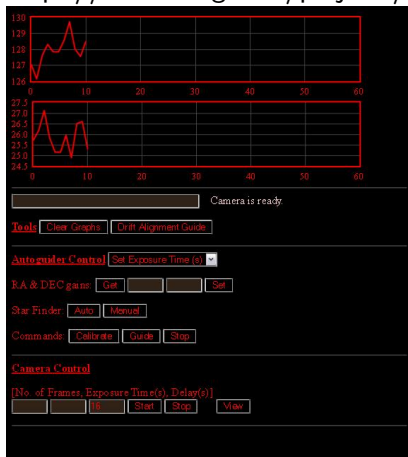 130
129
128
127
126
0 10 20 30 40 50 60
27.5
27.0
26.5
26.0
25.5
25.0
24.5
0 10 20 30 40 50 60
Camera is ready.
Tools Clear Graphs Drift Alignment Guide
Autoguider Control Set Exposure Time (s)
RA & DEC gains: Get Set
Star Finder: Auto Manual
Commands: Calibrate Guide Stop
Camera Control
[No. of Frames, Exposure Time(s), Delay(s)]
16 Start Stop View